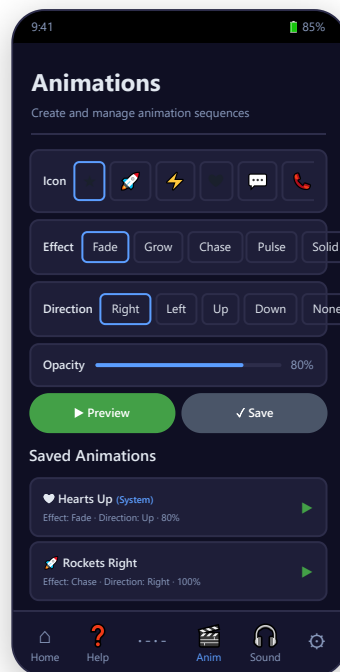 9:41 85%
Animations
Create and manage animation sequences
Icon
Effect Fade Grow Chase Pulse Solid
Direction Right Left Up Down None
Opacity 80%
▶ Preview ✓ Save
Saved Animations
Hearts Up (System)
Effect: Fade · Direction: Up · 80%
Rockets Right
Effect: Chase · Direction: Right · 100%
Home Help Anim Sound